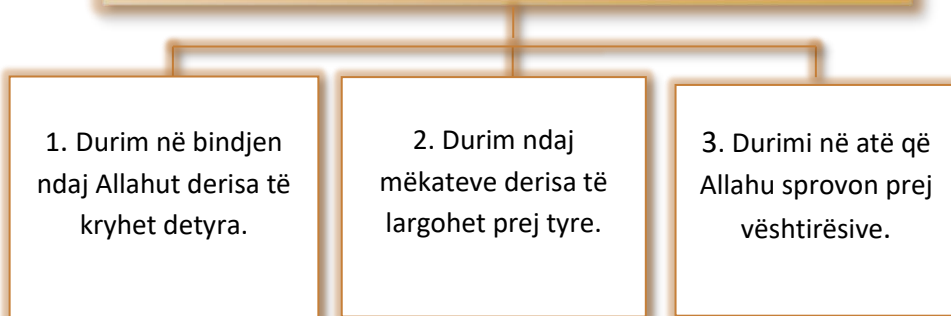 1. Durim në bindjen
ndaj Allahut derisa të
kryhet detyra.
2. Durim ndaj
mëkateve derisa të
largohet prej tyre.
3. Durimi në atë që
Allahu sprovon prej
vështirësive.